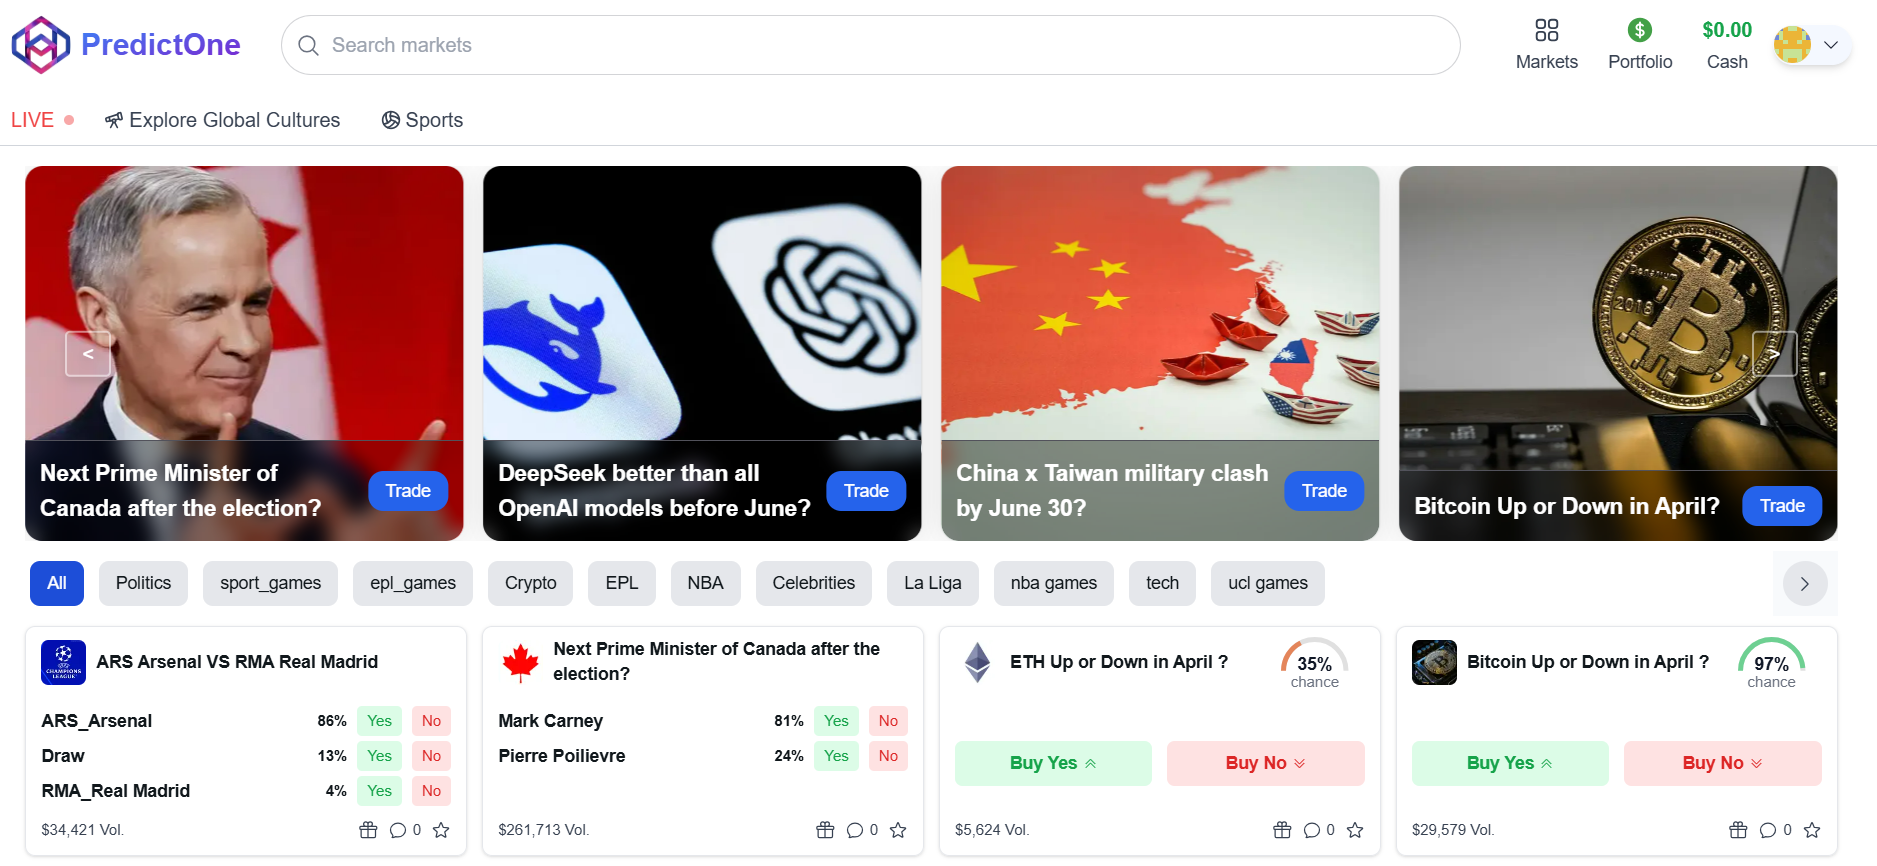 PredictOne
Search markets
Markets
$
Portfolio
$0.00
Cash
LIVE
Explore Global Cultures
Sports
<
>
Next Prime Minister of
Canada after the election?
Trade
DeepSeek better than all
OpenAI models before June?
Trade
China x Taiwan military clash
by June 30?
Trade
2016
Bitcoin Up or Down in April?
Trade
All
Politics
sport_games
epl_games
Crypto
EPL
NBA
Celebrities
La Liga
nba games
tech
ucl games
CHAMPIONS
LEAGUE
ARS Arsenal VS RMA Real Madrid
ARS_Arsenal 86% Yes No
Draw 13% Yes No
RMA_Real Madrid 4% Yes No
$34,421 Vol. 0
Next Prime Minister of Canada after the
election?
Mark Carney 81% Yes No
Pierre Poilievre 24% Yes No
$261,713 Vol. 0
ETH Up or Down in April ?
35%
chance
Buy Yes
Buy No
$5,624 Vol. 0
Bitcoin Up or Down in April ?
97%
chance
Buy Yes
Buy No
$29,579 Vol. 0